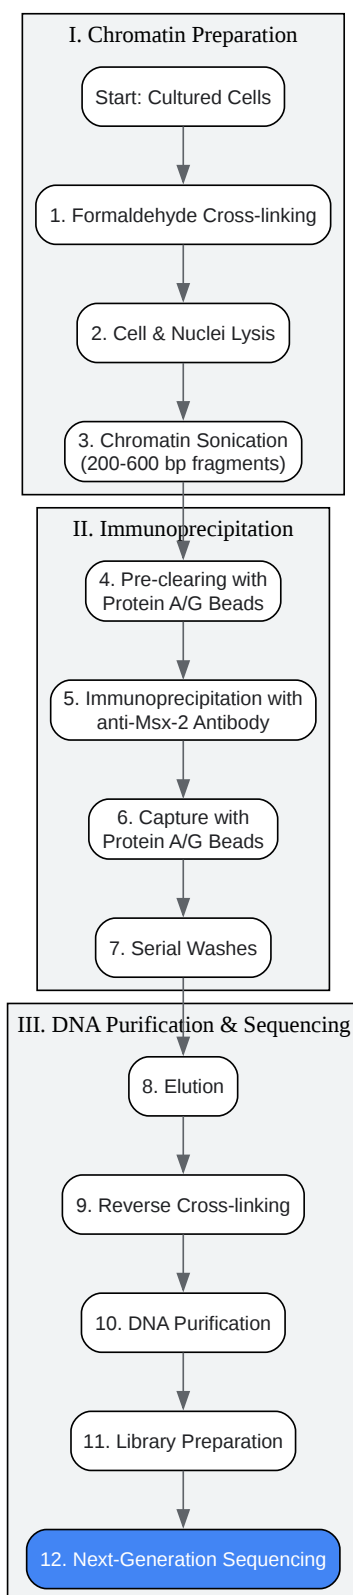 I. Chromatin Preparation
Start: Cultured Cells
1. Formaldehyde Cross-linking
2. Cell & Nuclei Lysis
3. Chromatin Sonication
(200-600 bp fragments)
II. Immunoprecipitation
4. Pre-clearing with
Protein A/G Beads
5. Immunoprecipitation with
anti-Msx-2 Antibody
6. Capture with
Protein A/G Beads
7. Serial Washes
III. DNA Purification & Sequencing
8. Elution
9. Reverse Cross-linking
10. DNA Purification
11. Library Preparation
12. Next-Generation Sequencing